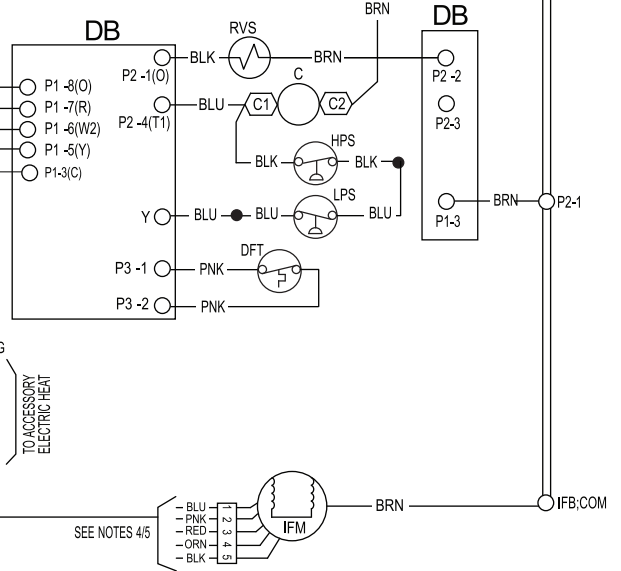 BRN
DB
RVS
DB
BLK
BRN
P2 -1(O)
P2 -2
C
P1 -8(O)
P1 -7(R)
BLU
C1
C2
P2 -4(T1)
P2-3
P1 -6(W2)
P1 -5(Y)
HPS
P1-3(C)
BLK
BLK
LPS
BRN
P2-1
Y
BLU
BLU
BLU
P1-3
DFT
P3 -1
PNK
P3 -2
PNK
G
TO ACCESSORY
ELECTRIC HEAT
BLU
1
PNK
2
RED
3
ORN
4
BLK
5
SEE NOTES 4/5
IFM
BRN
IFB;COM